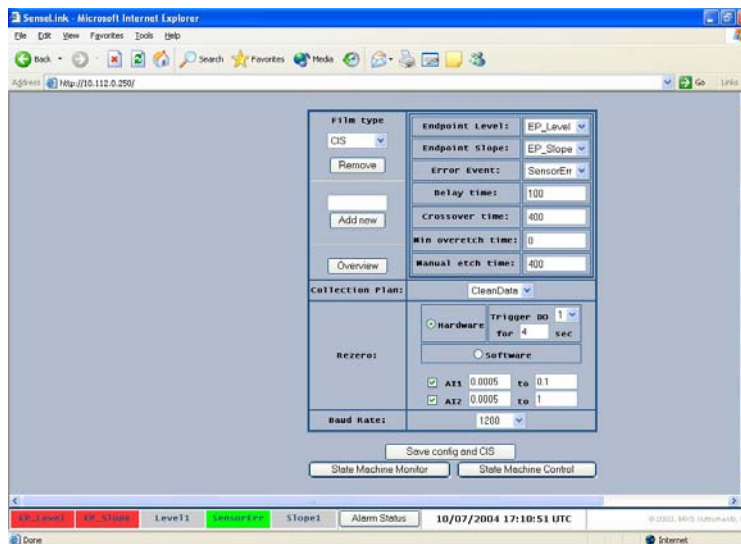 SenseLink - Microsoft Internet Explorer
File Edit View Favorites Tools Help
Back Search Favorites Media
Address http://10.112.0.250/ Go Links
Film type
CIS
Remove
Add new
Overview
Endpoint Level: EP_Level
Endpoint Slope: EP_Slope
Error Event: SensorErr
Delay time: 100
Crossover time: 400
Min overetch time: 0
Manual etch time: 400
Collection Plan: CleanData
Rezero:
Hardware Trigger DO 1
for 4 sec
Software
AI1 0.0005 to 0.1
AI2 0.0005 to 1
Baud Rate: 1200
Save config and CIS
State Machine Monitor State Machine Control
EP_Level EP_Slope Level1 SensorErr Slope1 Alarm Status 10/07/2004 17:10:51 UTC © 2003, MKS
Done Internet